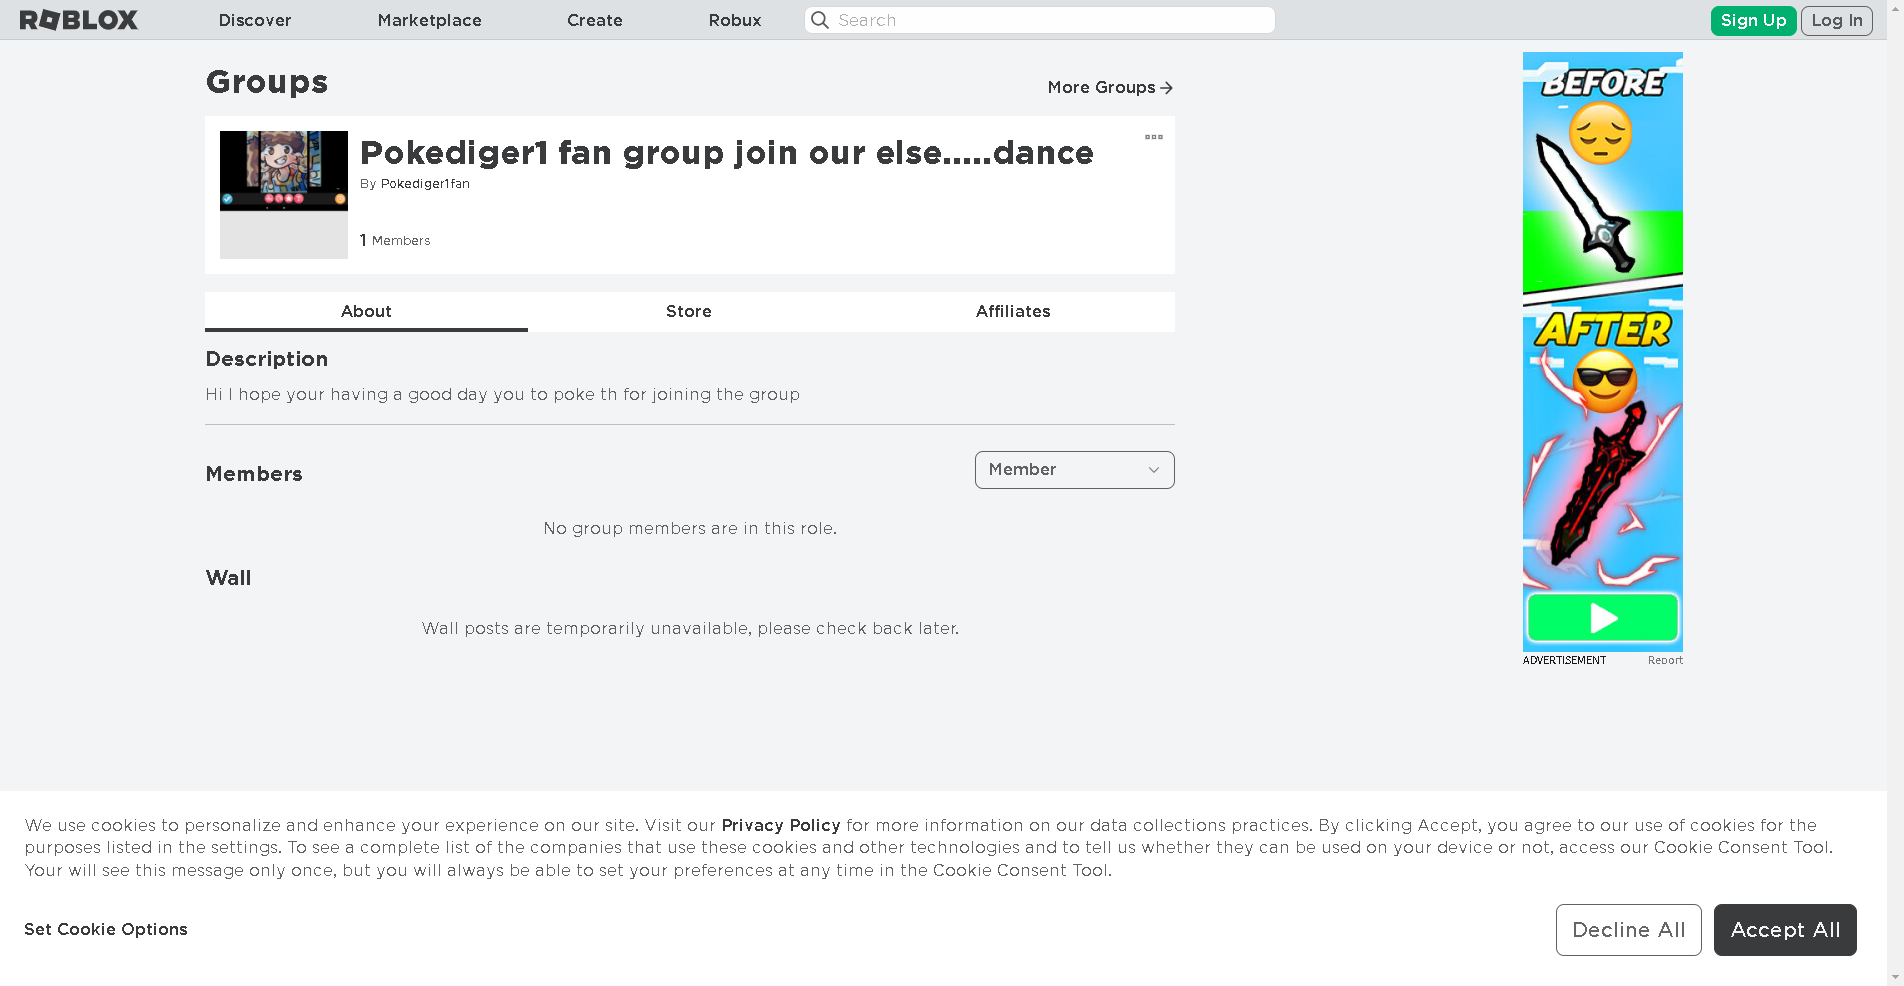 ROBLOX
Discover
Marketplace
Create
Robux
Search
Sign Up
Log In
Groups
More Groups
Pokediger1 fan group join our else.....dance
By Pokediger1fan
1 Members
About
Store
Affiliates
Description
Hi I hope your having a good day you to poke th for joining the group
Members
Member
No group members are in this role.
Wall
Wall posts are temporarily unavailable, please check back later.
BEFORE
AFTER
ADVERTISEMENT
Report
We use cookies to personalize and enhance your experience on our site. Visit our Privacy Policy for more information on our data collections practices. By clicking Accept, you agree to our use of cookies for the
purposes listed in the settings. To see a complete list of the companies that use these cookies and other technologies and to tell us whether they can be used on your device or not, access our Cookie Consent Tool.
Your will see this message only once, but you will always be able to set your preferences at any time in the Cookie Consent Tool.
Set Cookie Options
Decline All
Accept All